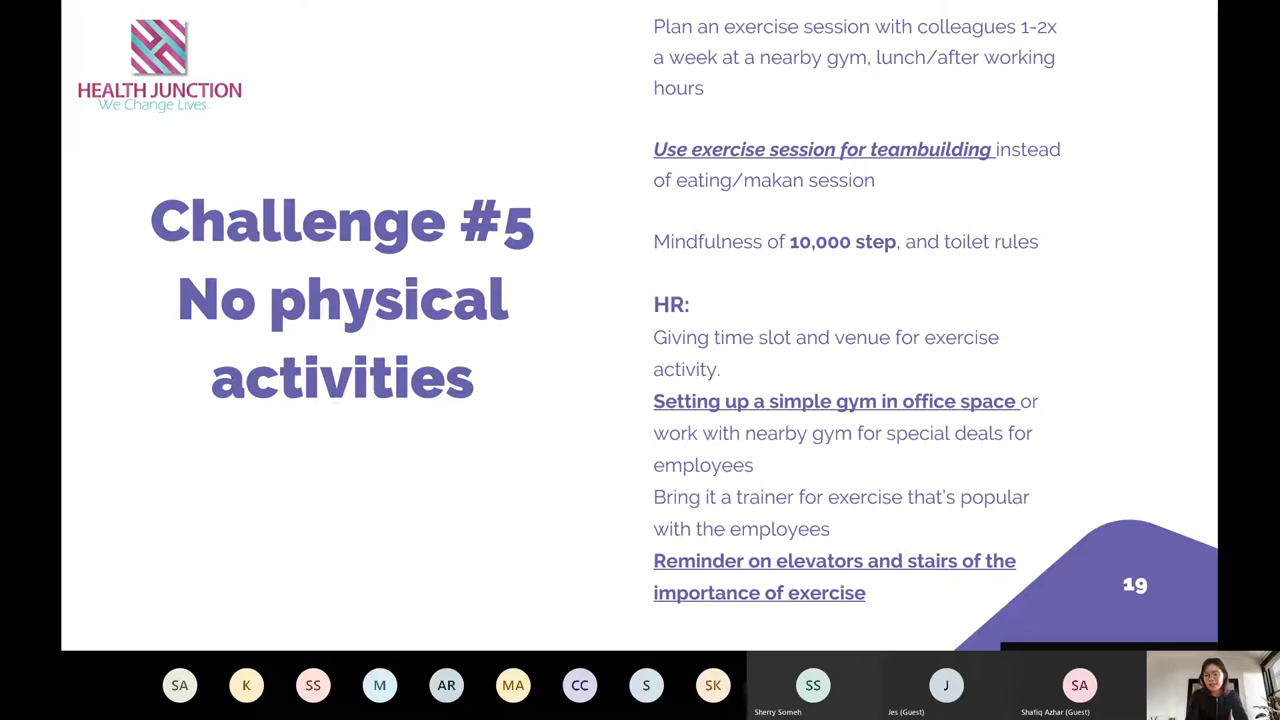 HEALTH JUNCTION
We Change Lives
Challenge #5
No physical
activities
Plan an exercise session with colleagues 1-2x
a week at a nearby gym, lunch/after working
hours
Use exercise session for teambuilding instead
of eating/makan session
Mindfulness of 10,000 step, and toilet rules
HR:
Giving time slot and venue for exercise
activity.
Setting up a simple gym in office space or
work with nearby gym for special deals for
employees
Bring it a trainer for exercise that's popular
with the employees
Reminder on elevators and stairs of the
importance of exercise
19
SA
K
SS
M
AR
MA
CC
S
SK
SS
J
SA
Sherry Someh
Jes (Guest)
Shafiq Azhar (Guest)